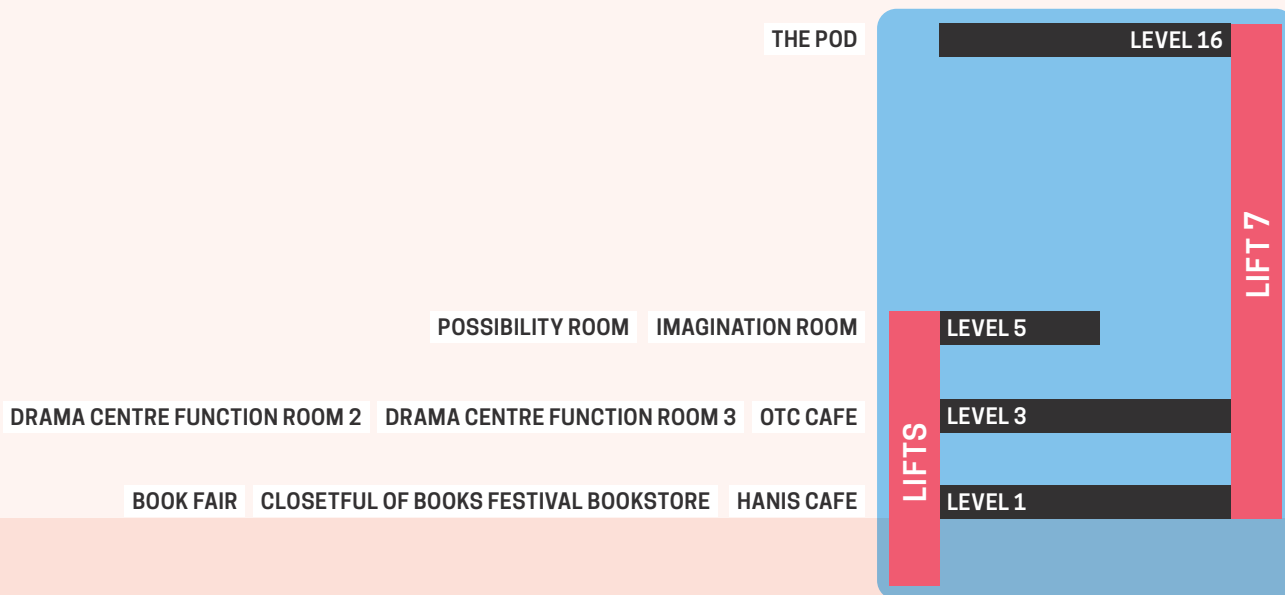 THE POD LEVEL 16
LIFT 7
POSSIBILITY ROOM IMAGINATION ROOM LEVEL 5
DRAMA CENTRE FUNCTION ROOM 2 DRAMA CENTRE FUNCTION ROOM 3 OTC CAFE LEVEL 3
LIFTS
BOOK FAIR CLOSETFUL OF BOOKS FESTIVAL BOOKSTORE HANIS CAFE LEVEL 1